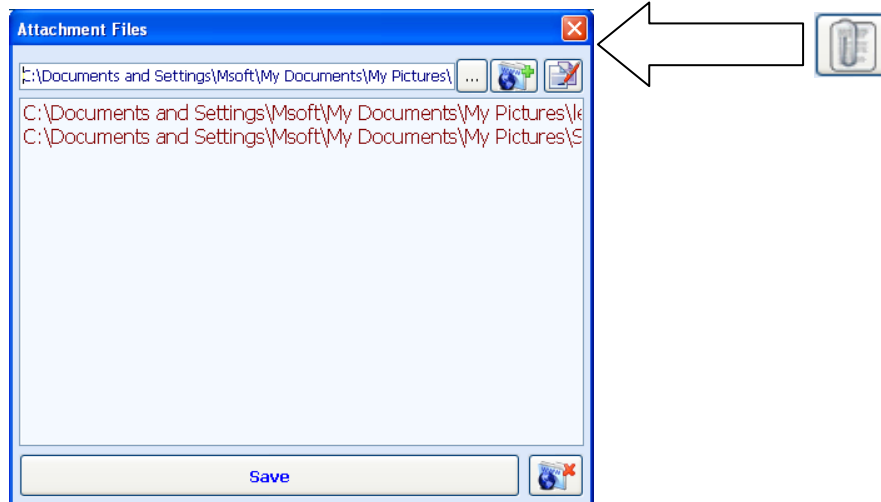 Attachment Files
C:\Documents and Settings\Msoft\My Documents\My Pictures\
...
C:\Documents and Settings\Msoft\My Documents\My Pictures\le
C:\Documents and Settings\Msoft\My Documents\My Pictures\S
Save